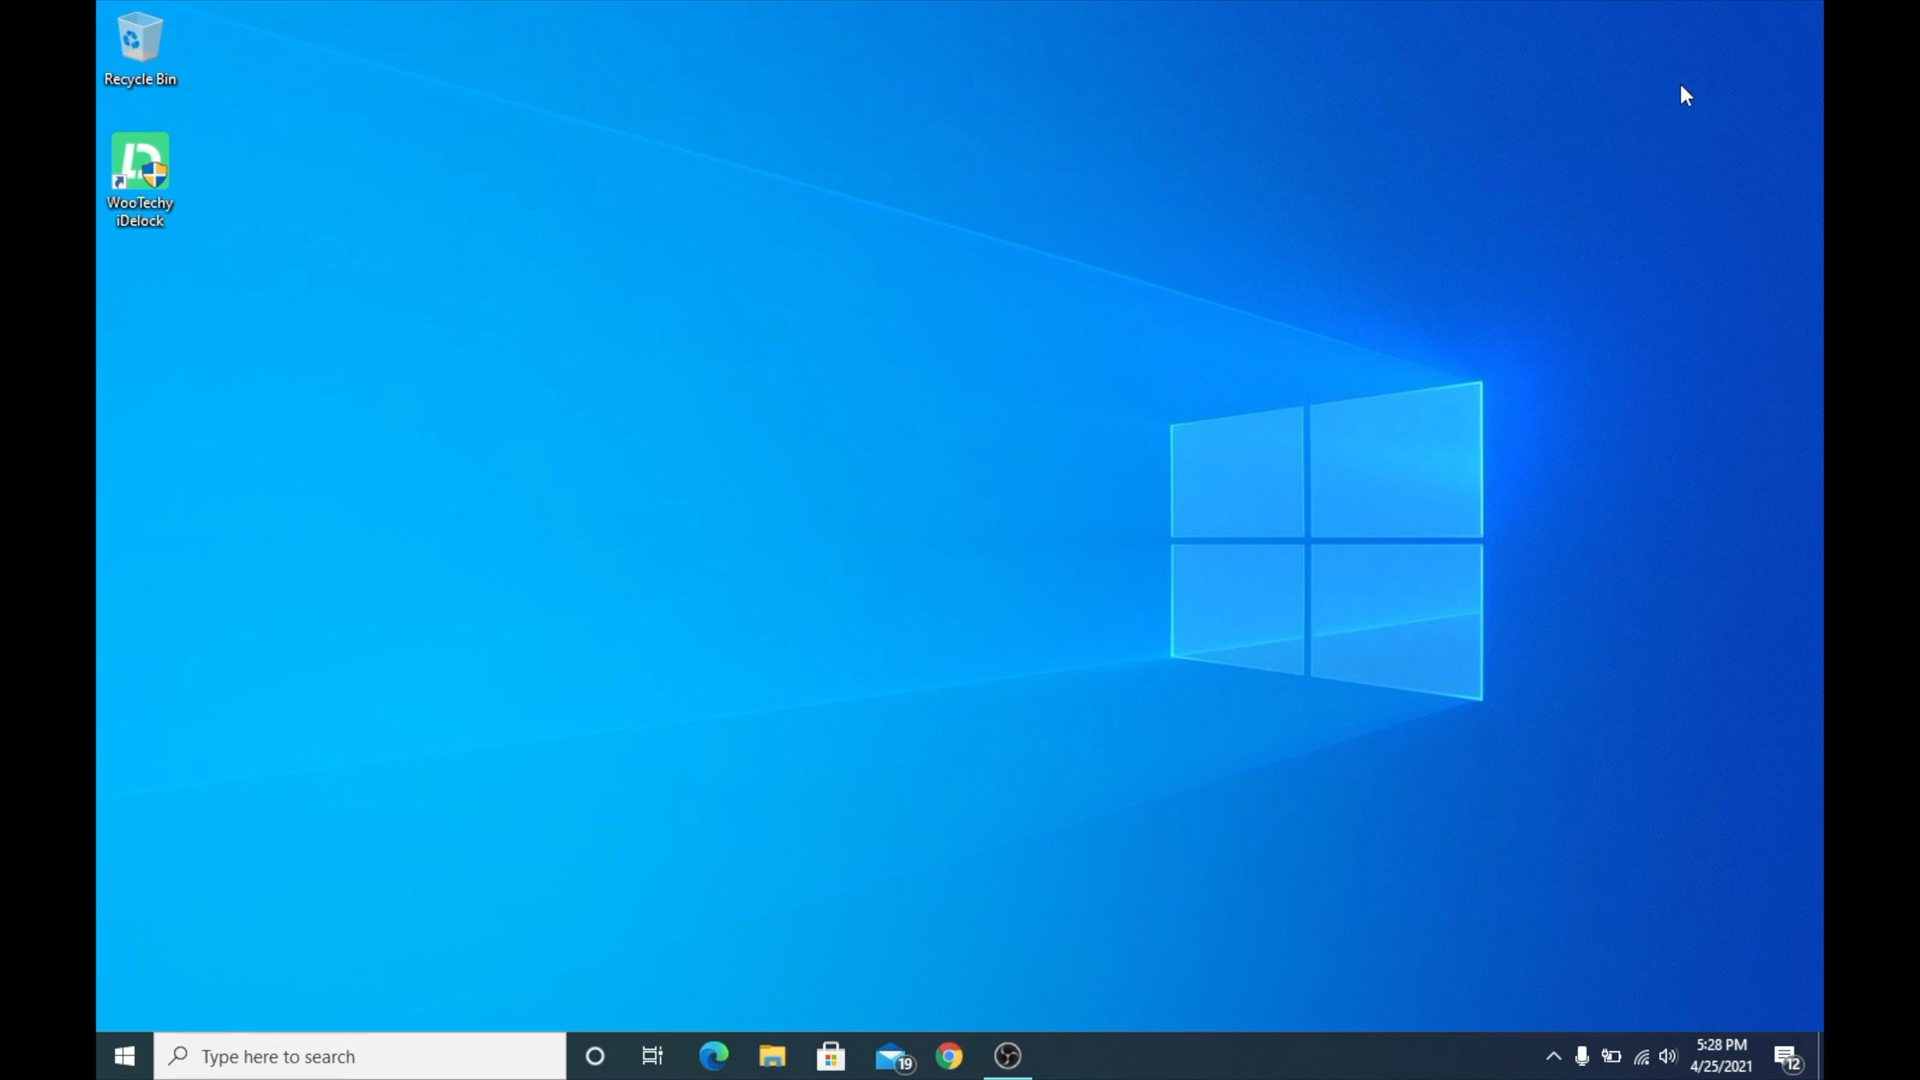 Recycle Bin
WooTechy
iDelock
Type here to search
19
5:28 PM
4/25/2021
12